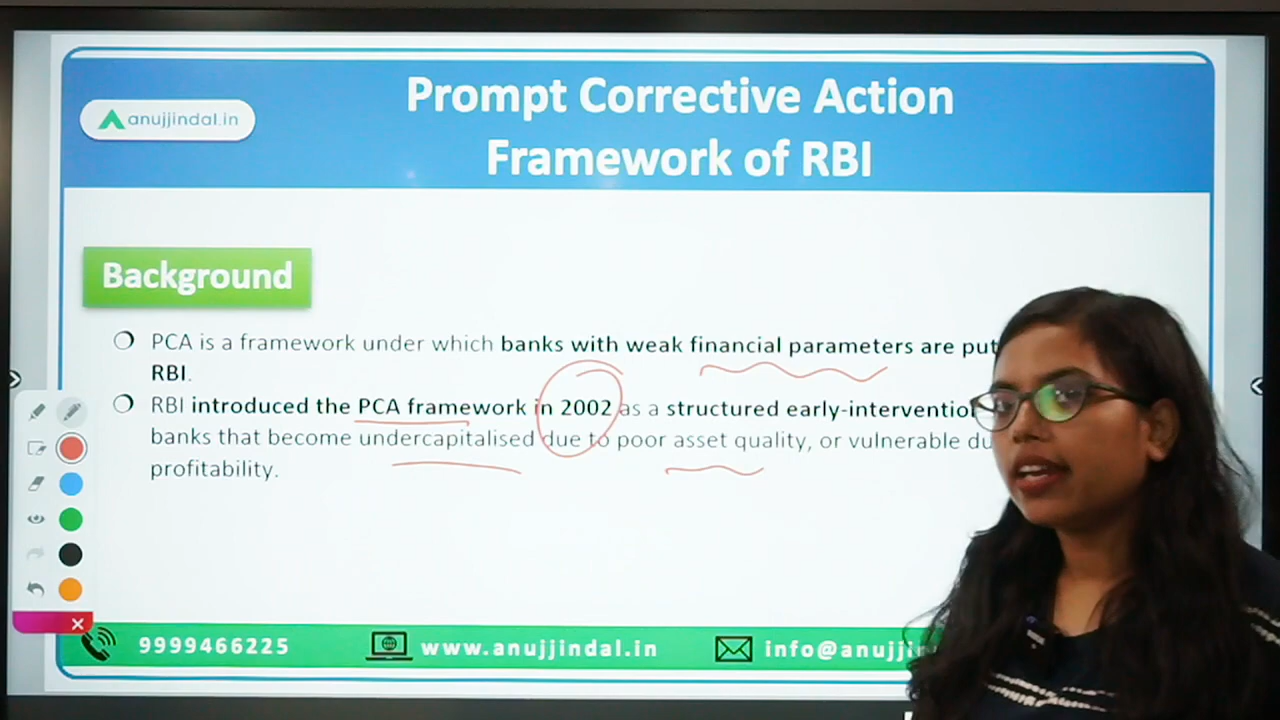 Prompt Corrective Action
anujjindal.in
Framework of RBI
Background
PCA is a framework under which banks with weak financial parameters are put
RBI.
RBI introduced the PCA framework in 2002 as a structured early-interventio
banks that become undercapitalised due to poor asset quality, or vulnerable du
profitability.
9999466225 www.anujjindal.in info@anujji